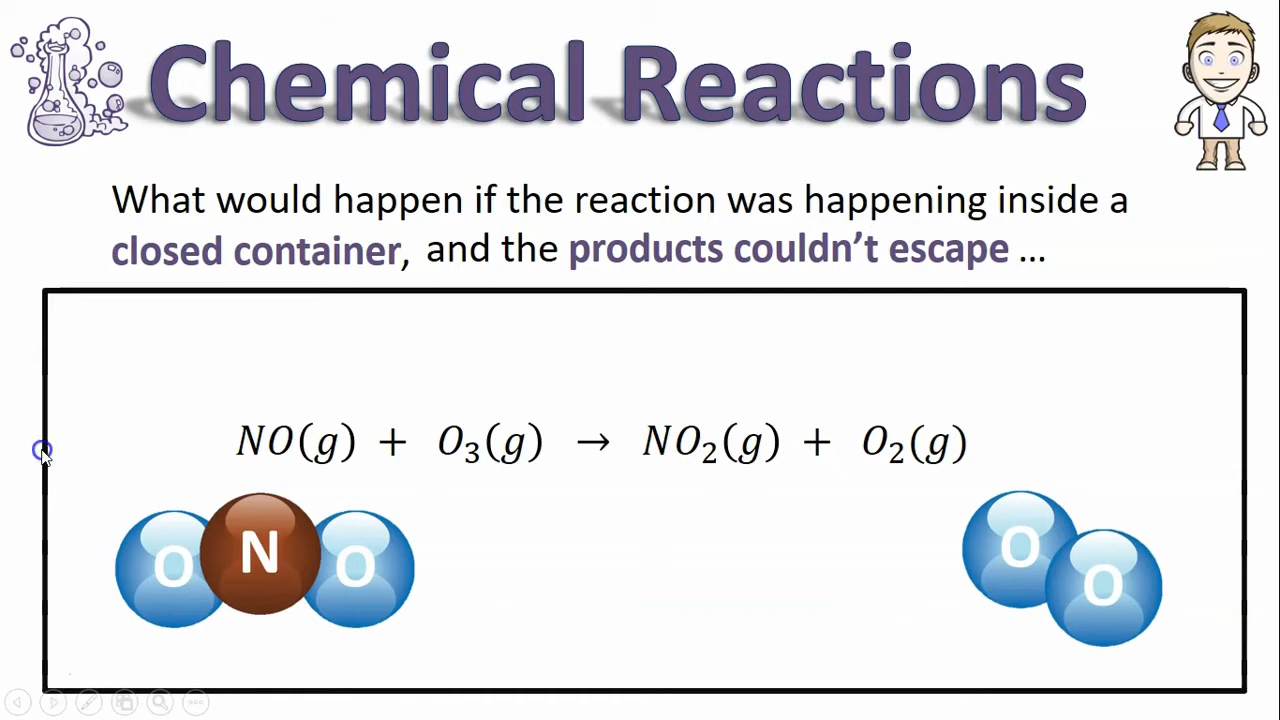 Chemical Reactions
What would happen if the reaction was happening inside a
closed container, and the products couldn’t escape ...
NO(g) + O₃(g) → NO₂(g) + O₂(g)
O N O
O O